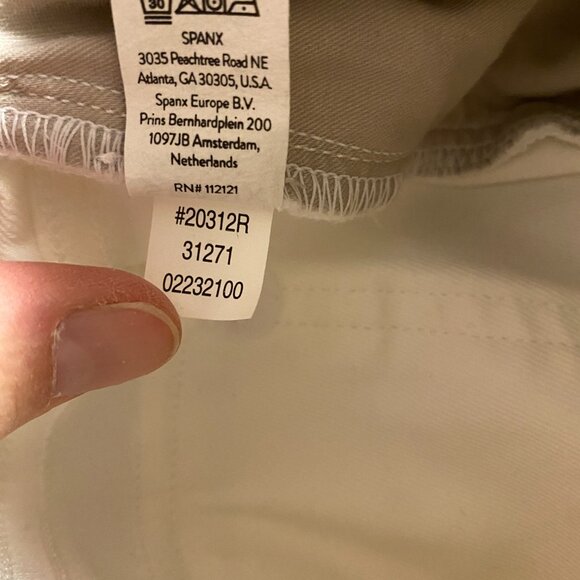 30
SPANX
3035 Peachtree Road NE
Atlanta, GA 30305, U.S.A.
Spanx Europe B.V.
Prins Bernhardplein 200
1097JB Amsterdam,
Netherlands
RN# 112121
#20312R
31271
02232100